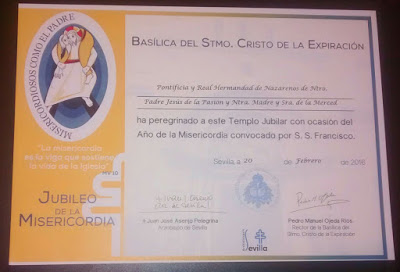 MISERICORDIOSOS COMO EL PADRE
"La misericordia
es la viga que sostiene
la vida de la Iglesia"
MV 10
JUBILEO
DE LA
MISERICORDIA
BASÍLICA DEL STMO. CRISTO DE LA EXPIRACIÓN
Pontificia y Real Hermandad de Nazarenos de Ntro.
Padre Jesús de la Pasión y Ntra. Madre y Sra. de la Merced
ha peregrinado a este Templo Jubilar con ocasión del
Año de la Misericordia convocado por S. S. Francisco.
Sevilla a 20 de Febrero de 2016
+ Juan José Asenjo Pelegrina
Arzobispo de Sevilla
Pedro Manuel Ojeda Ríos
Rector de la Basílica del
Stmo. Cristo de la Expiración
Sevilla